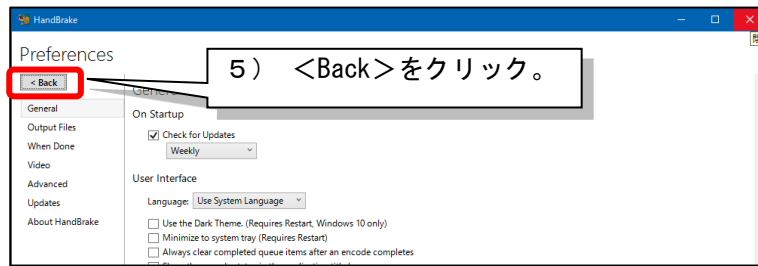 HandBrake
Preferences
< Back
5） <Back>をクリック。
General
General
Output Files
When Done
Video
Advanced
Updates
About HandBrake
On Startup
Check for Updates
Weekly
User Interface
Language: Use System Language
Use the Dark Theme. (Requires Restart, Windows 10 only)
Minimize to system tray (Requires Restart)
Always clear completed queue items after an encode completes